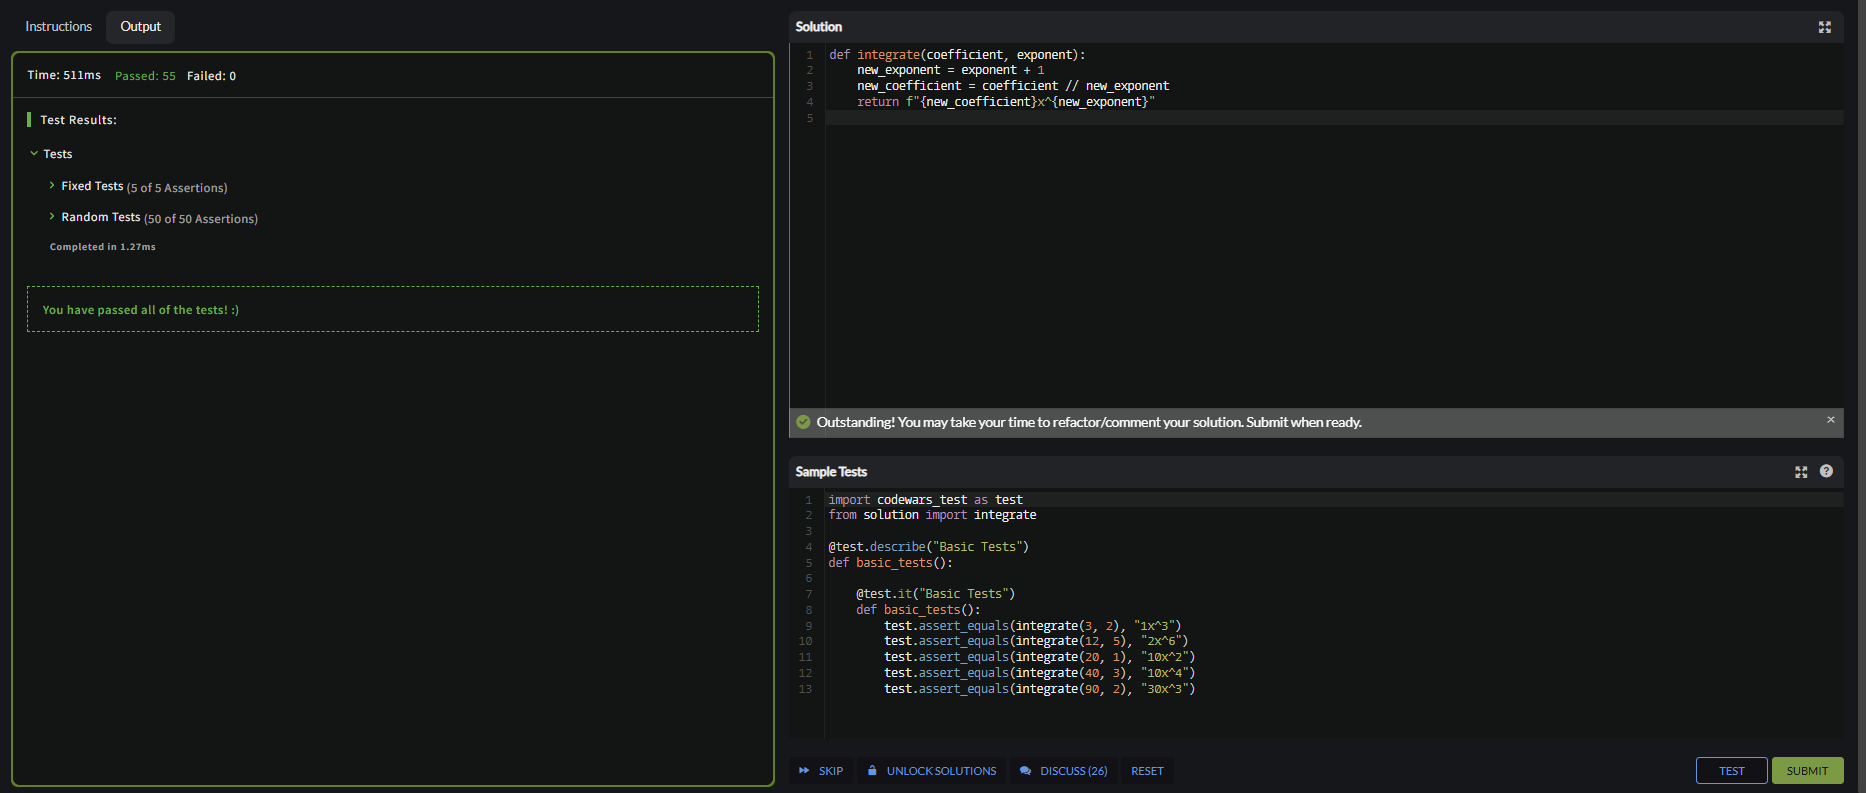 Instructions Output
Time: 511ms Passed: 55 Failed: 0
Test Results:
Tests
Fixed Tests (5 of 5 Assertions)
Random Tests (50 of 50 Assertions)
Completed in 1.27ms
You have passed all of the tests! :)
Solution
1 def integrate(coefficient, exponent):
2     new_exponent = exponent + 1
3     new_coefficient = coefficient // new_exponent
4     return f"{new_coefficient}x^{new_exponent}"
5
Outstanding! You may take your time to refactor/comment your solution. Submit when ready.
Sample Tests
1 import codewars_test as test
2 from solution import integrate
3
4 @test.describe("Basic Tests")
5 def basic_tests():
6
7     @test.it("Basic Tests")
8     def basic_tests():
9         test.assert_equals(integrate(3, 2), "1x^3")
10         test.assert_equals(integrate(12, 5), "2x^6")
11         test.assert_equals(integrate(20, 1), "10x^2")
12         test.assert_equals(integrate(40, 3), "10x^4")
13         test.assert_equals(integrate(90, 2), "30x^3")
SKIP UNLOCK SOLUTIONS DISCUSS (26) RESET TEST SUBMIT